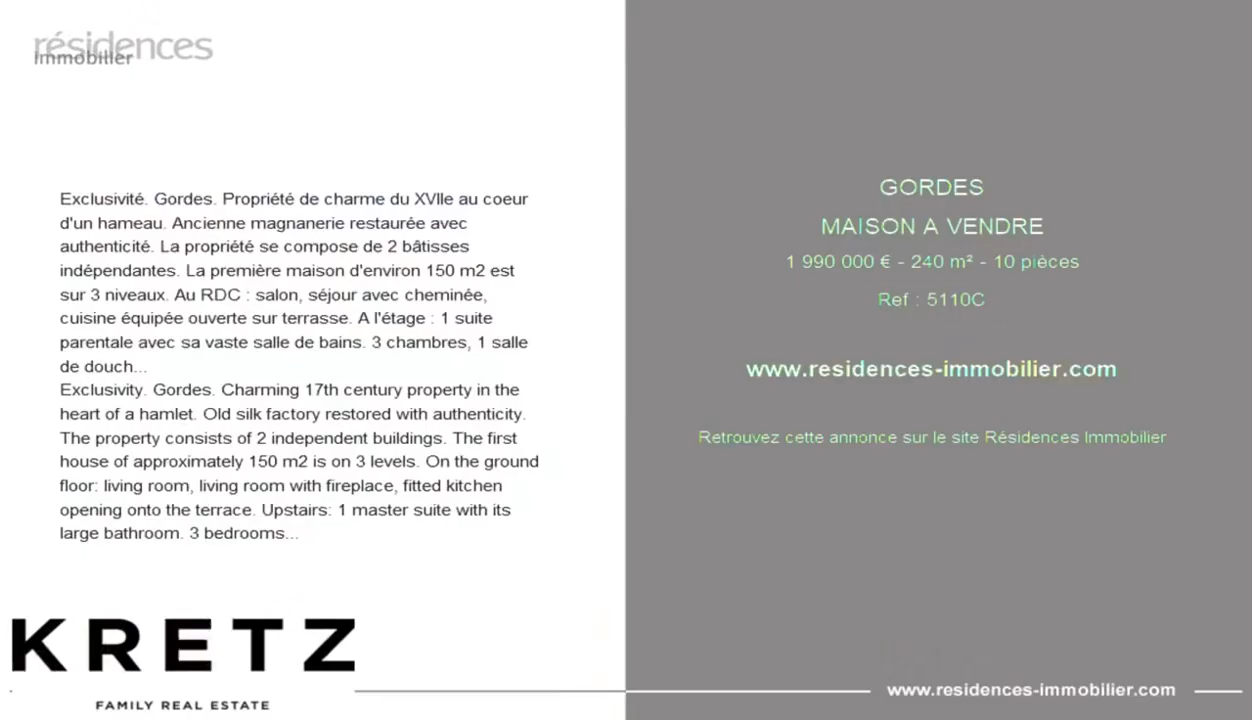 résidences
immobilier
Exclusivité. Gordes. Propriété de charme du XVIIe au coeur
d'un hameau. Ancienne magnanerie restaurée avec
authenticité. La propriété se compose de 2 bâtisses
indépendantes. La première maison d'environ 150 m2 est
sur 3 niveaux. Au RDC : salon, séjour avec cheminée,
cuisine équipée ouverte sur terrasse. A l'étage : 1 suite
parentale avec sa vaste salle de bains. 3 chambres, 1 salle
de douch...
Exclusivity. Gordes. Charming 17th century property in the
heart of a hamlet. Old silk factory restored with authenticity.
The property consists of 2 independent buildings. The first
house of approximately 150 m2 is on 3 levels. On the ground
floor: living room, living room with fireplace, fitted kitchen
opening onto the terrace. Upstairs: 1 master suite with its
large bathroom. 3 bedrooms...
KRETZ
FAMILY REAL ESTATE
GORDES
MAISON A VENDRE
1 990 000 € - 240 m² - 10 pièces
Ref : 5110C
www.residences-immobilier.com
Retrouvez cette annonce sur le site Résidences Immobilier
www.residences-immobilier.com